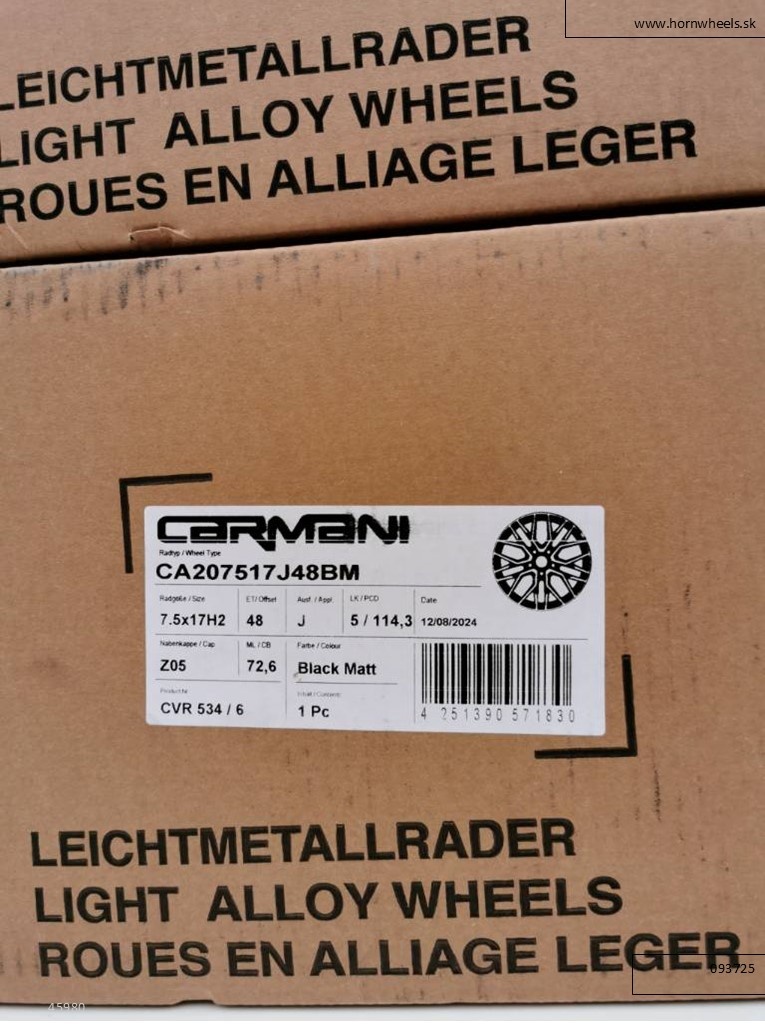 www.hornwheels.sk
LEICHTMETALLRADER
LIGHT ALLOY WHEELS
ROUES EN ALLIAGE LEGER
CARMANI
Radtyp / Wheel Type
CA207517J48BM
Radgröße / Size ET/ Offset Ausf. / Appl. LK / PCD Date
7.5x17H2 48 J 5 / 114,3 12/08/2024
Nabenkappe / Cap ML / CB Farbe / Colour
Z05 72,6 Black Matt
Product Nr.
CVR 534 / 6 1 Pc
4 251390 571830
LEICHTMETALLRADER
LIGHT ALLOY WHEELS
ROUES EN ALLIAGE LEGER
093725
45980